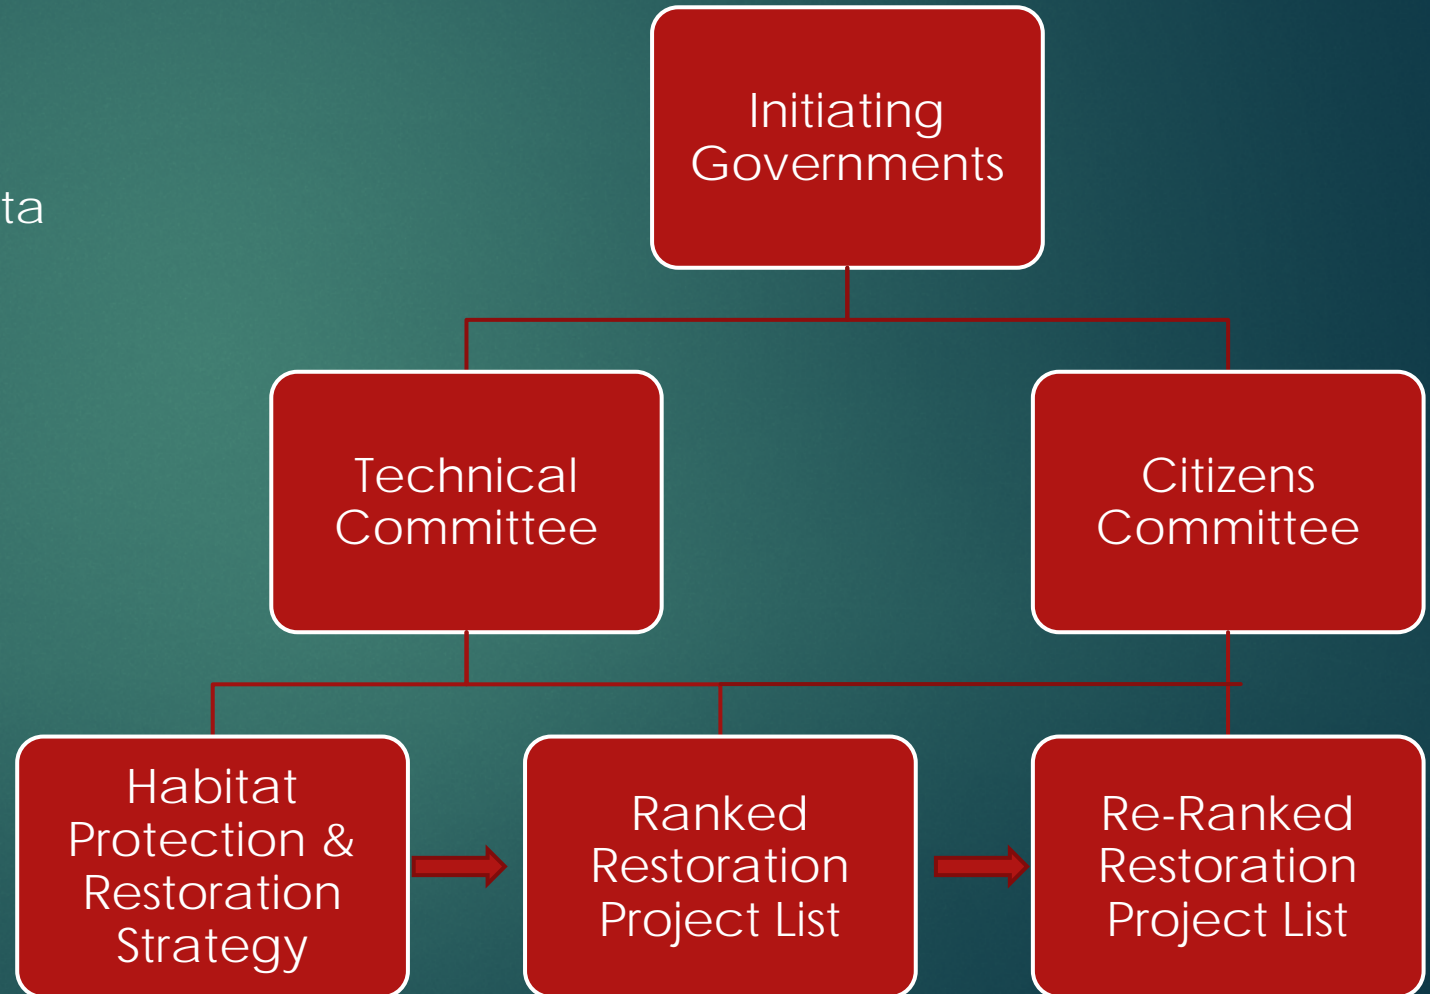 ta
Initiating
Governments
Technical
Committee
Citizens
Committee
Habitat
Protection &
Restoration
Strategy
Ranked
Restoration
Project List
Re-Ranked
Restoration
Project List